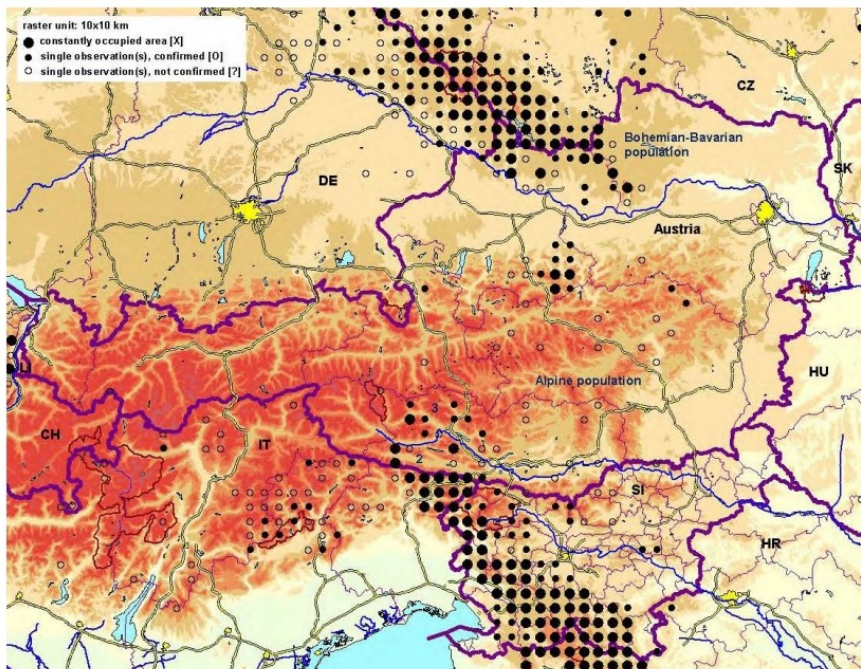 raster unit: 10x10 km
constantly occupied area [X]
single observation(s), confirmed [O]
single observation(s), not confirmed [?]
CZ
Bohemian-Bavarian
population
SK
DE
Austria
1
LI
HU
Alpine population
3
CH
IT
2
SI
HR